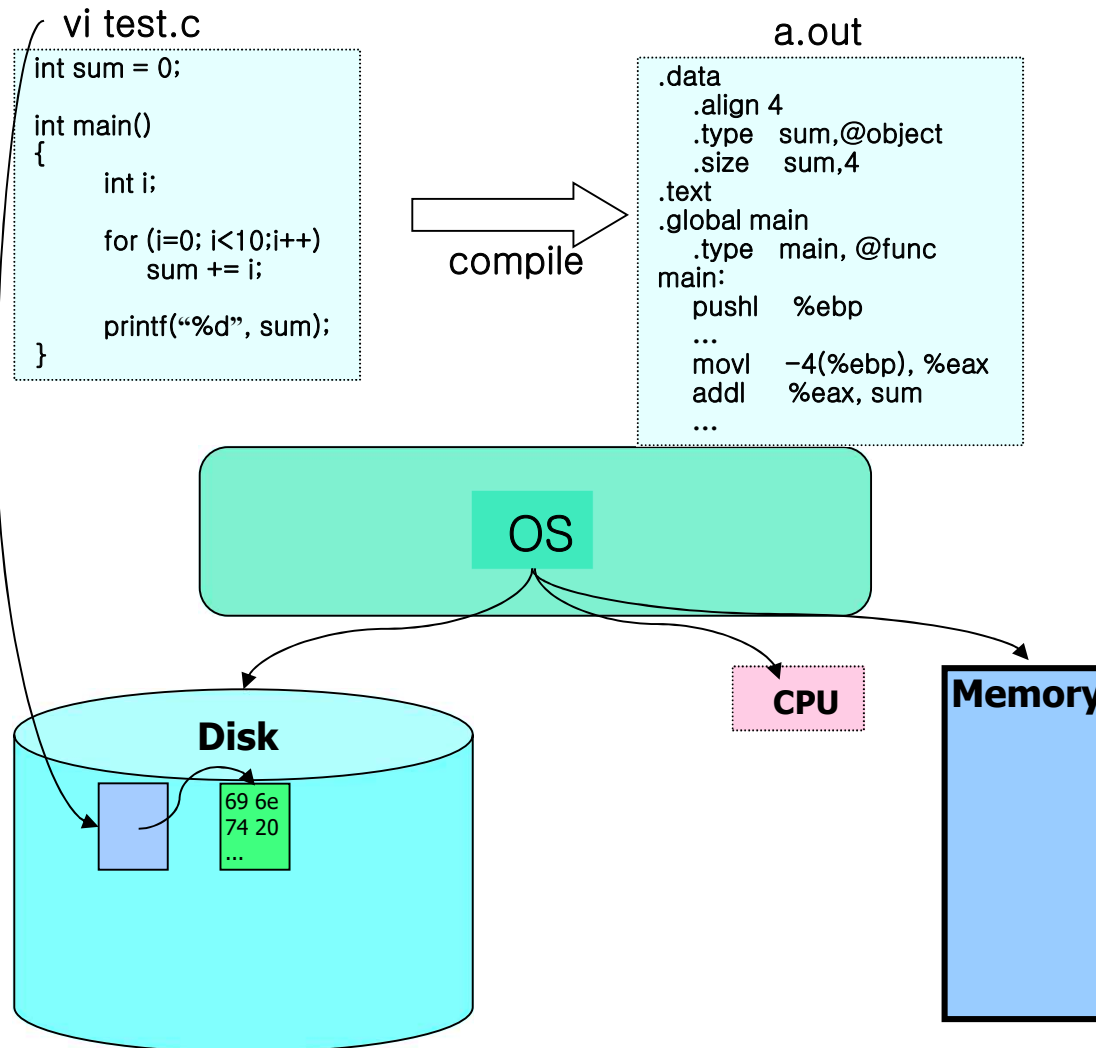 vi test.c
int sum = 0;
int main()
{
int i;
for (i=0; i<10;i++)
sum += i;
printf(“%d”, sum);
}
compile
a.out
.data
.align 4
.type sum,@object
.size sum,4
.text
.global main
.type main, @func
main:
pushl %ebp
...
movl -4(%ebp), %eax
addl %eax, sum
...
OS
Disk
69 6e
74 20
...
CPU
Memory